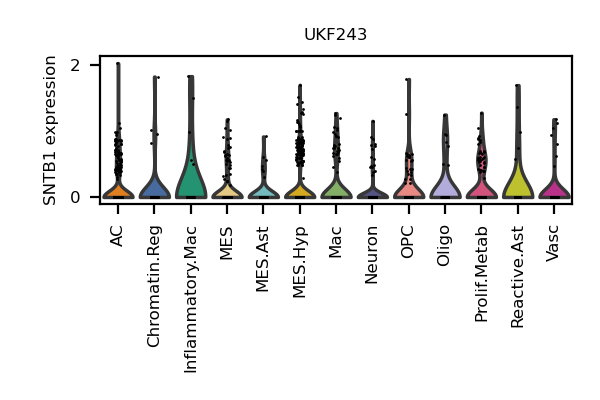 UKF243
SNTB1 expression
2
0
AC
Chromatin.Reg
Inflammatory.Mac
MES
MES.Ast
MES.Hyp
Mac
Neuron
OPC
Oligo
Prolif.Metab
Reactive.Ast
Vasc